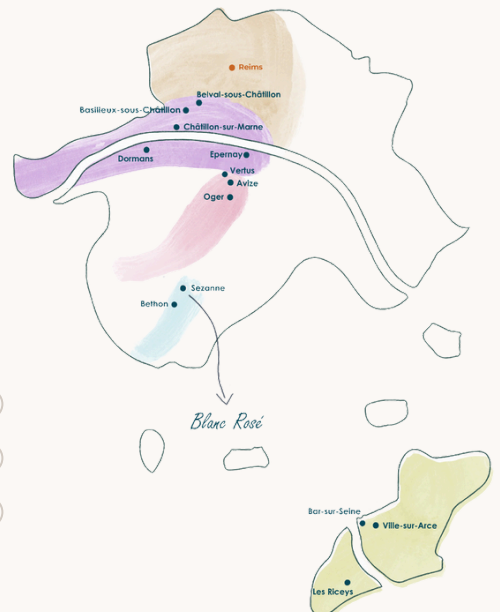 Reims
Belval-sous-Châtillon
Basilieux-sous-Châtillon
Châtillon-sur-Marne
Dormans
Epernay
Vertus
Avize
Oger
Sezanne
Bethon
Blanc Rosé
Bar-sur-Seine
Ville-sur-Arce
Les Riceys